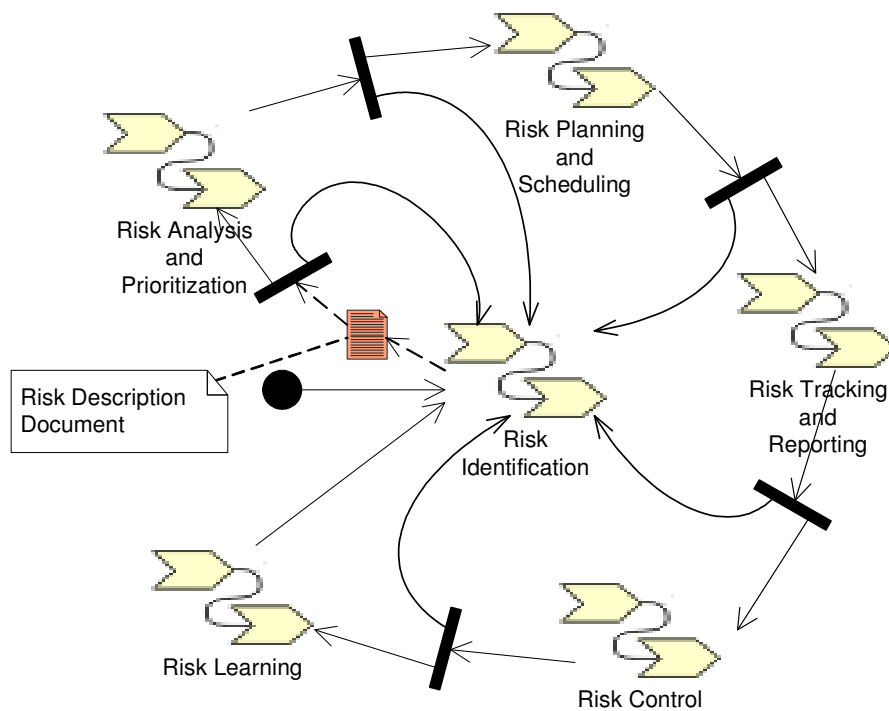 Risk Planning
and
Scheduling
Risk Analysis
and
Prioritization
Risk Tracking
and
Reporting
Risk Description
Document
Risk
Identification
Risk Learning
Risk Control